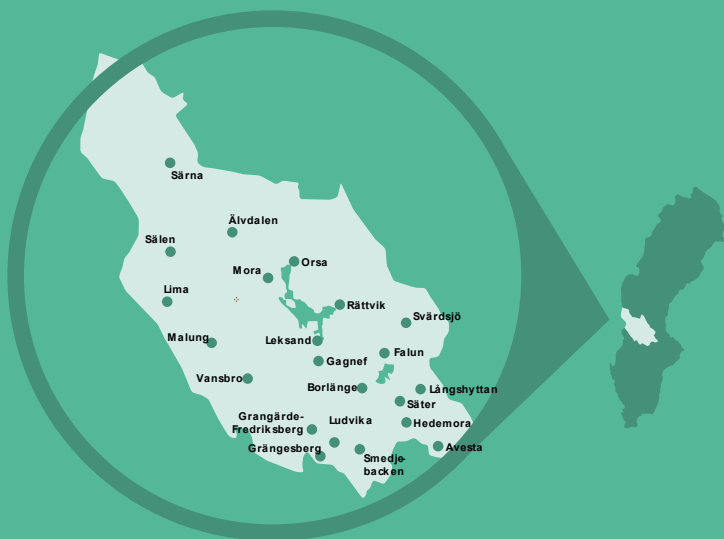 Särna
Älvdalen
Sälen
Orsa
Mora
Lima
Rättvik
Svärdsjö
Malung
Leksand
Falun
Gagnef
Vansbro
Borlänge
Långshyttan
Säter
Grangärde-
Fredriksberg
Ludvika
Hedemora
Grängesberg
Avesta
Smedje-
backen